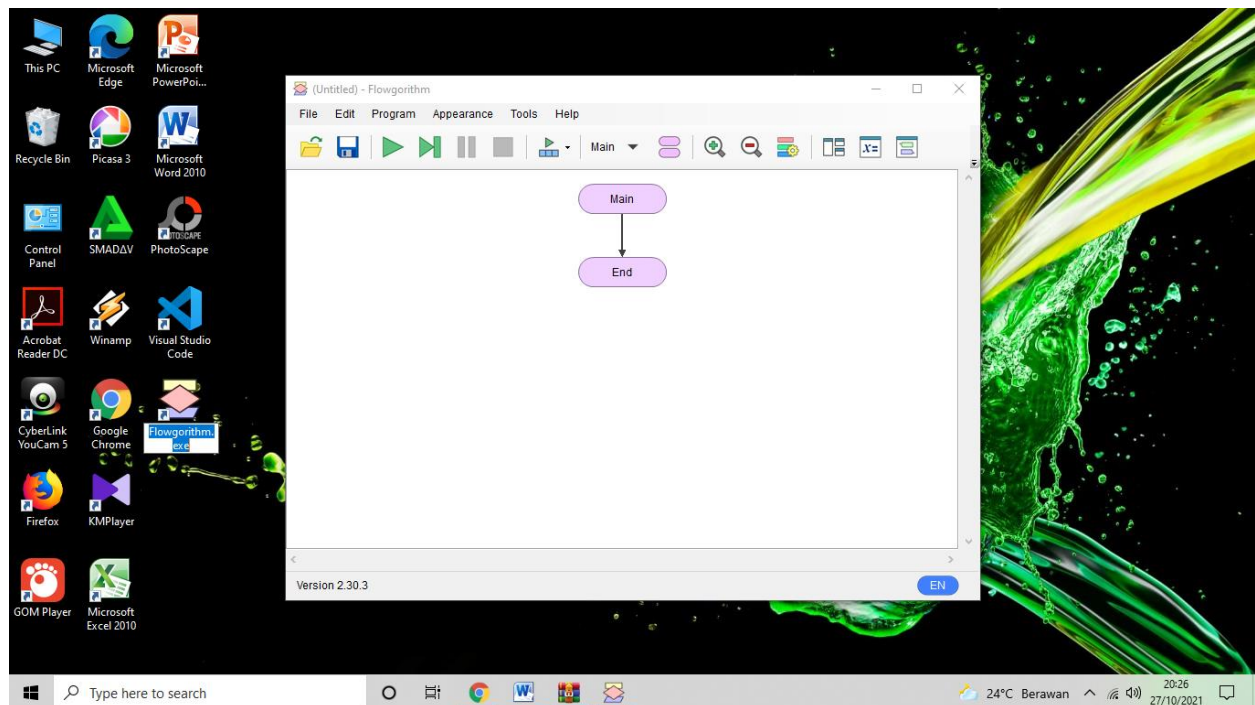 This PC
Microsoft
Edge
Microsoft
PowerPoi...
Recycle Bin
Picasa 3
Microsoft
Word 2010
Control
Panel
SMADΔV
PhotoScape
Acrobat
Reader DC
Winamp
Visual Studio
Code
CyberLink
YouCam 5
Google
Chrome
Flowgorithm.
exe
Firefox
KMPlayer
GOM Player
Microsoft
Excel 2010
(Untitled) - Flowgorithm
File Edit Program Appearance Tools Help
Main
x=
Main
End
Version 2.30.3
EN
Type here to search
24°C Berawan
20:26
27/10/2021